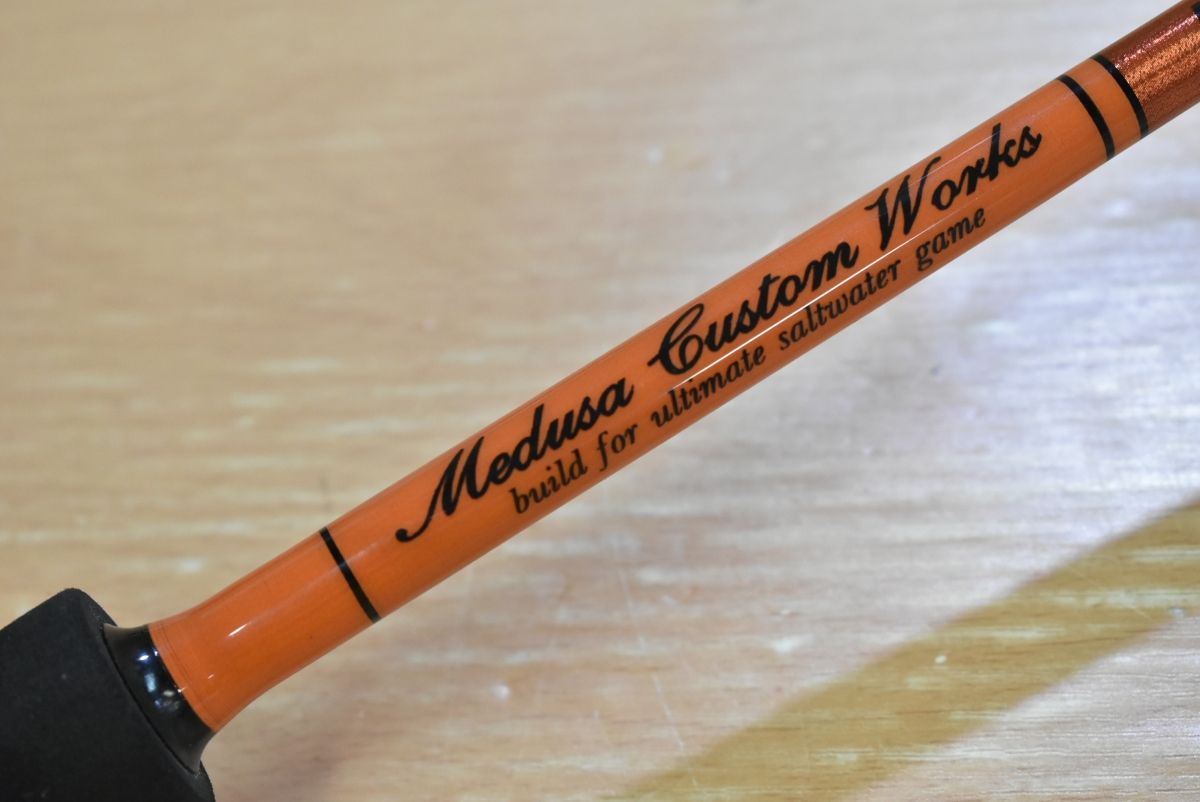 Medusa Custom Works
build for ultimate saltwater game